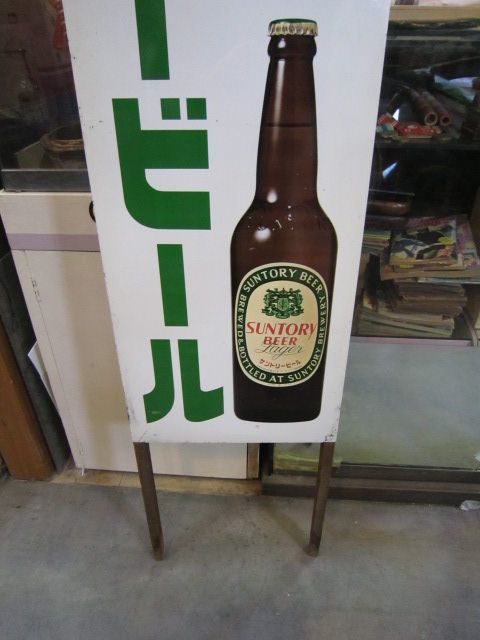 ービール
SUNTORY BEER
SUNTORY
BEER
Lager
サントリービール
BREWED & BOTTLED AT SUNTORY BREWERY